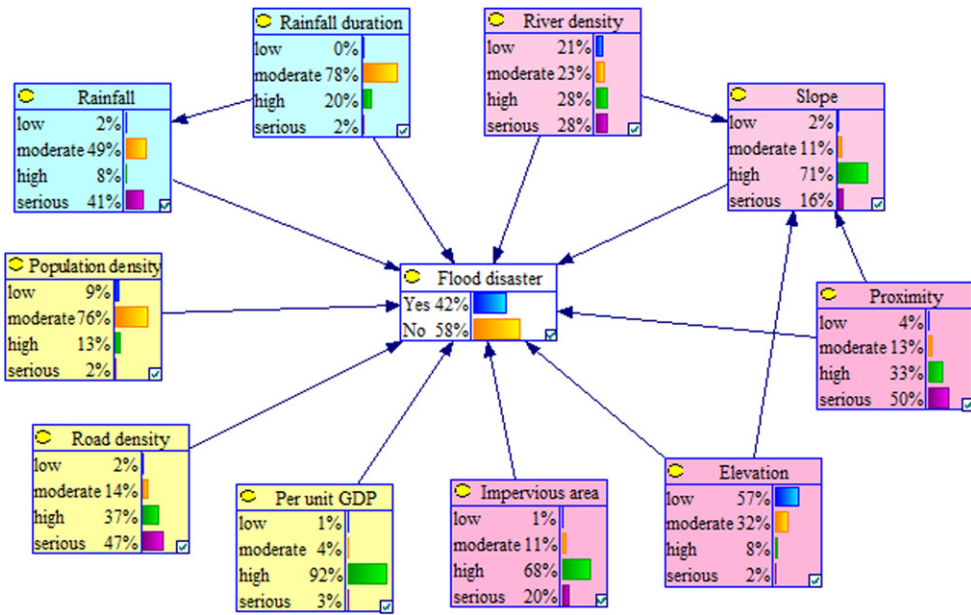 Rainfall duration
low 0%
moderate 78%
high 20%
serious 2%
River density
low 21%
moderate 23%
high 28%
serious 28%
Rainfall
low 2%
moderate 49%
high 8%
serious 41%
Slope
low 2%
moderate 11%
high 71%
serious 16%
Population density
low 9%
moderate 76%
high 13%
serious 2%
Flood disaster
Yes 42%
No 58%
Proximity
low 4%
moderate 13%
high 33%
serious 50%
Road density
low 2%
moderate 14%
high 37%
serious 47%
Per unit GDP
low 1%
moderate 4%
high 92%
serious 3%
Impervious area
low 1%
moderate 11%
high 68%
serious 20%
Elevation
low 57%
moderate 32%
high 8%
serious 2%